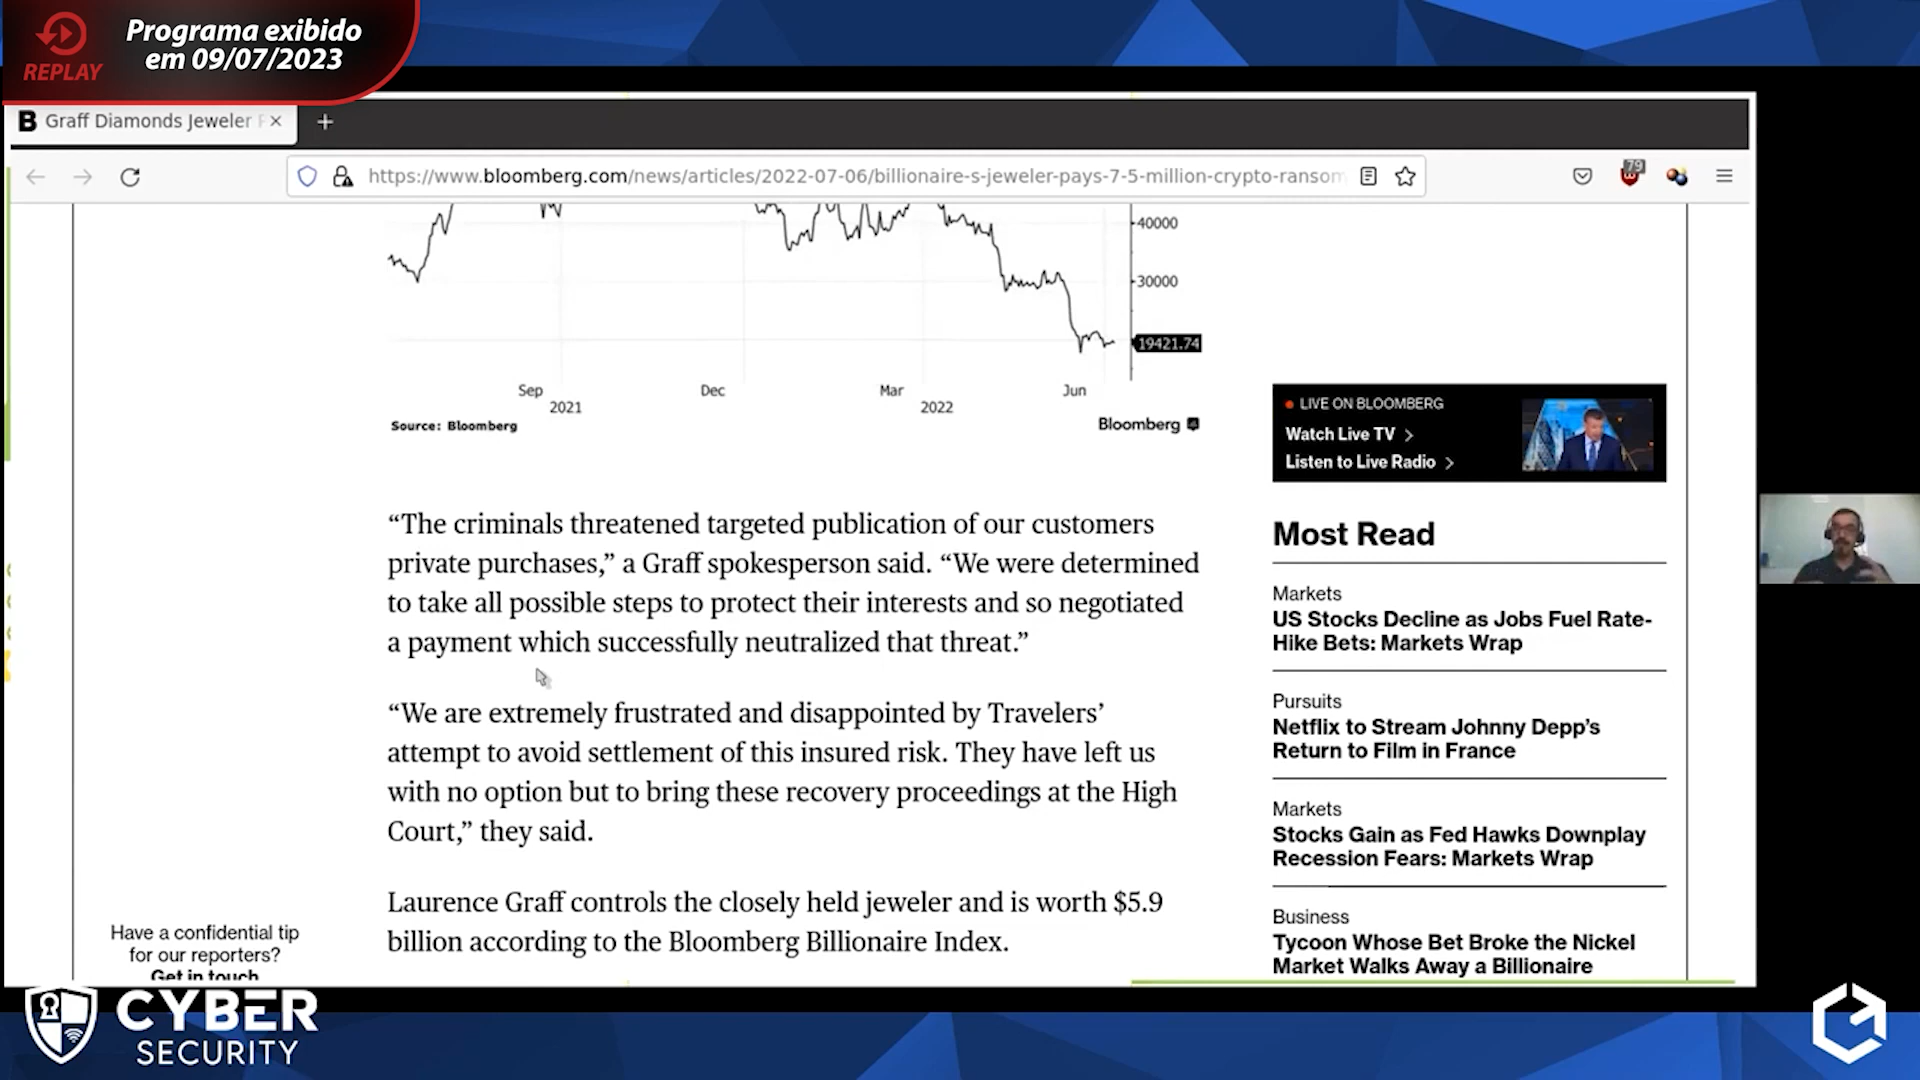 Programa exibido
em 09/07/2023
REPLAY
B Graff Diamonds Jeweler
https://www.bloomberg.com/news/articles/2022-07-06/billionaire-s-jeweler-pays-7-5-million-crypto-ransom
79
40000
30000
19421.74
Sep
Dec
Mar
Jun
2021
2022
Source: Bloomberg
Bloomberg
“The criminals threatened targeted publication of our customers
private purchases,” a Graff spokesperson said. “We were determined
to take all possible steps to protect their interests and so negotiated
a payment which successfully neutralized that threat.”
“We are extremely frustrated and disappointed by Travelers’
attempt to avoid settlement of this insured risk. They have left us
with no option but to bring these recovery proceedings at the High
Court,” they said.
Laurence Graff controls the closely held jeweler and is worth $5.9
billion according to the Bloomberg Billionaire Index.
Have a confidential tip
for our reporters?
Get in touch
LIVE ON BLOOMBERG
Watch Live TV
Listen to Live Radio
Most Read
Markets
US Stocks Decline as Jobs Fuel Rate-
Hike Bets: Markets Wrap
Pursuits
Netflix to Stream Johnny Depp’s
Return to Film in France
Markets
Stocks Gain as Fed Hawks Downplay
Recession Fears: Markets Wrap
Business
Tycoon Whose Bet Broke the Nickel
Market Walks Away a Billionaire
CYBER
SECURITY